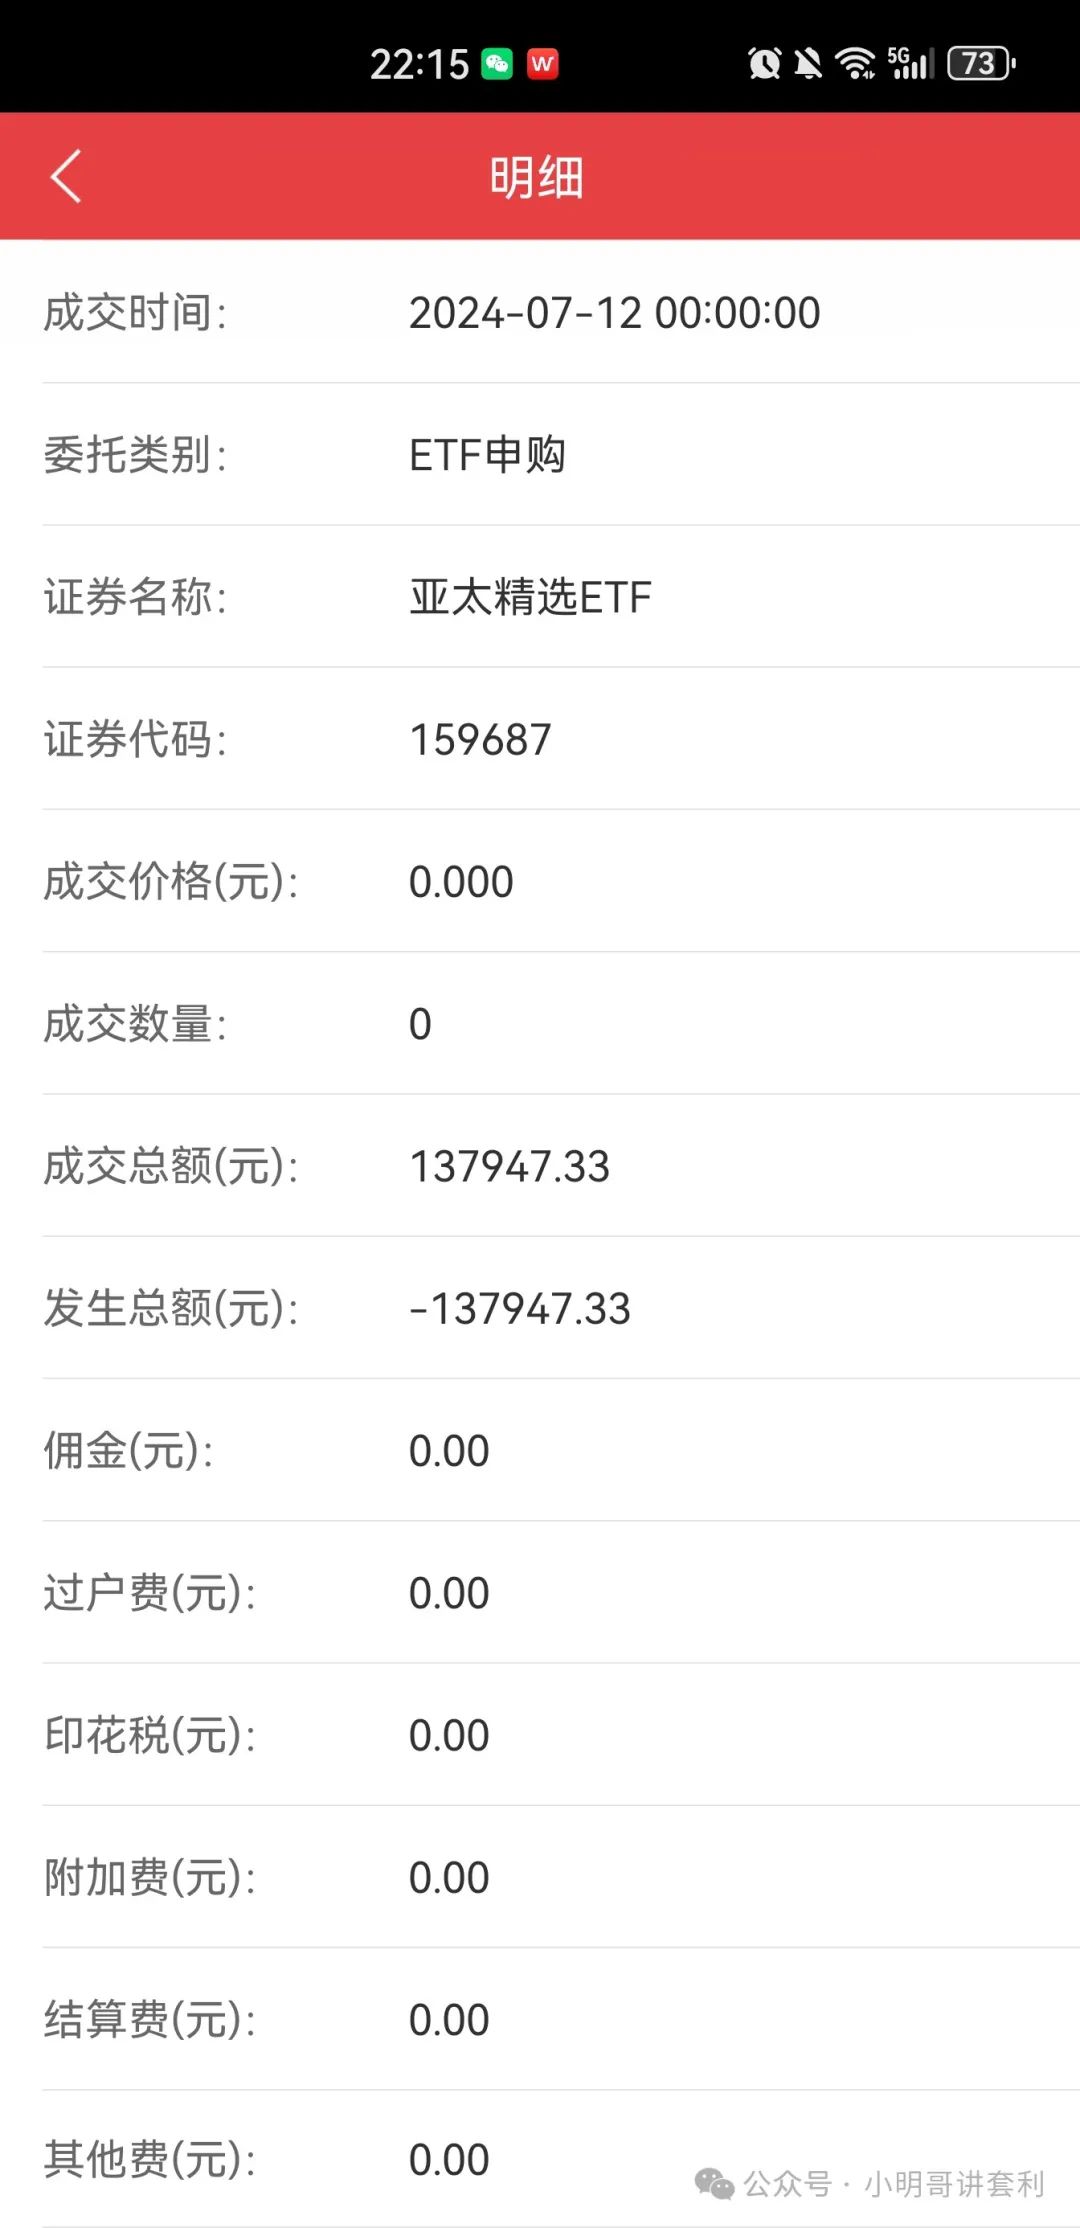 22:15 W 5G 73
明细
成交时间: 2024-07-12 00:00:00
委托类别: ETF申购
证券名称: 亚太精选ETF
证券代码: 159687
成交价格(元): 0.000
成交数量: 0
成交总额(元): 137947.33
发生总额(元): -137947.33
佣金(元): 0.00
过户费(元): 0.00
印花税(元): 0.00
附加费(元): 0.00
结算费(元): 0.00
其他费(元): 0.00
公众号 · 小明哥讲套利